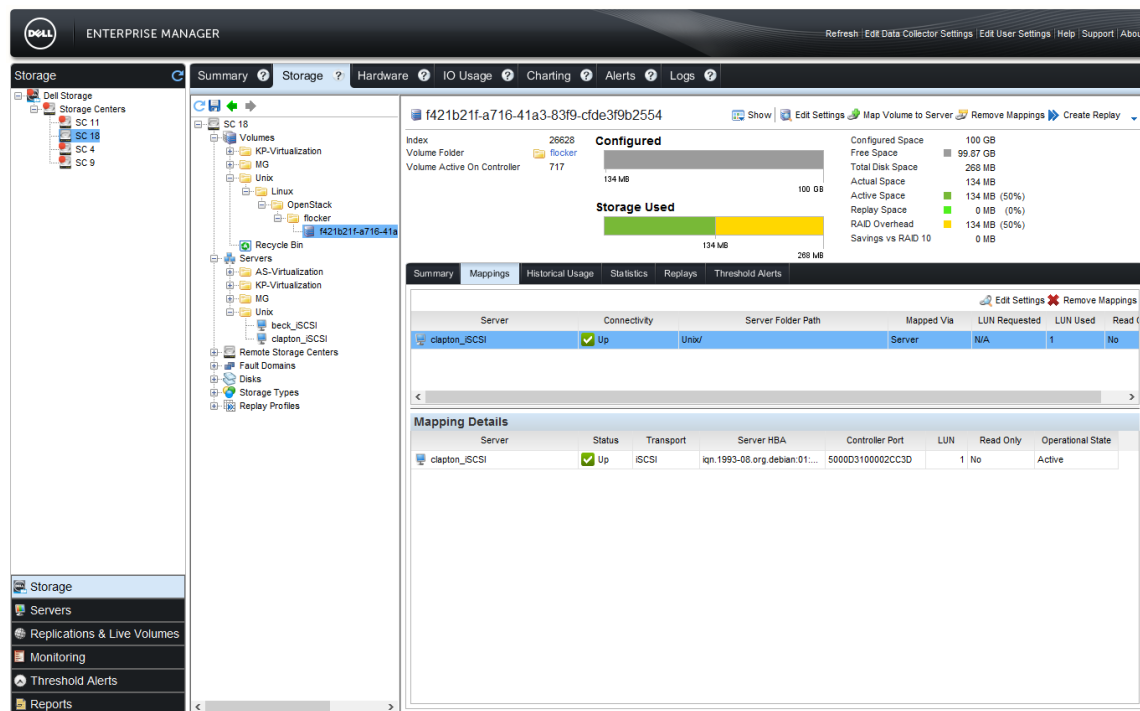 DELL
ENTERPRISE MANAGER
Refresh Edit Data Collector Settings Edit User Settings Help Support Abou
Storage
Dell Storage
Storage Centers
SC 11
SC 18
SC 4
SC 9
Storage
Servers
Replications & Live Volumes
Monitoring
Threshold Alerts
Reports
Summary ? Storage ? Hardware ? IO Usage ? Charting ? Alerts ? Logs ?
SC 18
Volumes
KP-Virtualization
MG
Unix
Linux
OpenStack
flocker
f421b21f-a716-41a
Recycle Bin
Servers
AS-Virtualization
KP-Virtualization
MG
Unix
beck_iSCSI
clapton_iSCSI
Remote Storage Centers
Fault Domains
Disks
Storage Types
Replay Profiles
f421b21f-a716-41a3-83f9-cfde3f9b2554
Show Edit Settings Map Volume to Server Remove Mappings Create Replay
Index 26628
Volume Folder flocker
Volume Active On Controller 717
Configured
134 MB
100 GB
Storage Used
134 MB
268 MB
Configured Space 100 GB
Free Space 99.87 GB
Total Disk Space 268 MB
Actual Space 134 MB
Active Space 134 MB (50%)
Replay Space 0 MB (0%)
RAID Overhead 134 MB (50%)
Savings vs RAID 10 0 MB
Summary Mappings Historical Usage Statistics Replays Threshold Alerts
Edit Settings Remove Mappings
Server Connectivity Server Folder Path Mapped Via LUN Requested LUN Used Read O
clapton_iSCSI Up Unix/ Server N/A 1 No
Mapping Details
Server Status Transport Server HBA Controller Port LUN Read Only Operational State
clapton_iSCSI Up iSCSI iqn.1993-08.org.debian:01:... 5000D3100002CC3D 1 No Active